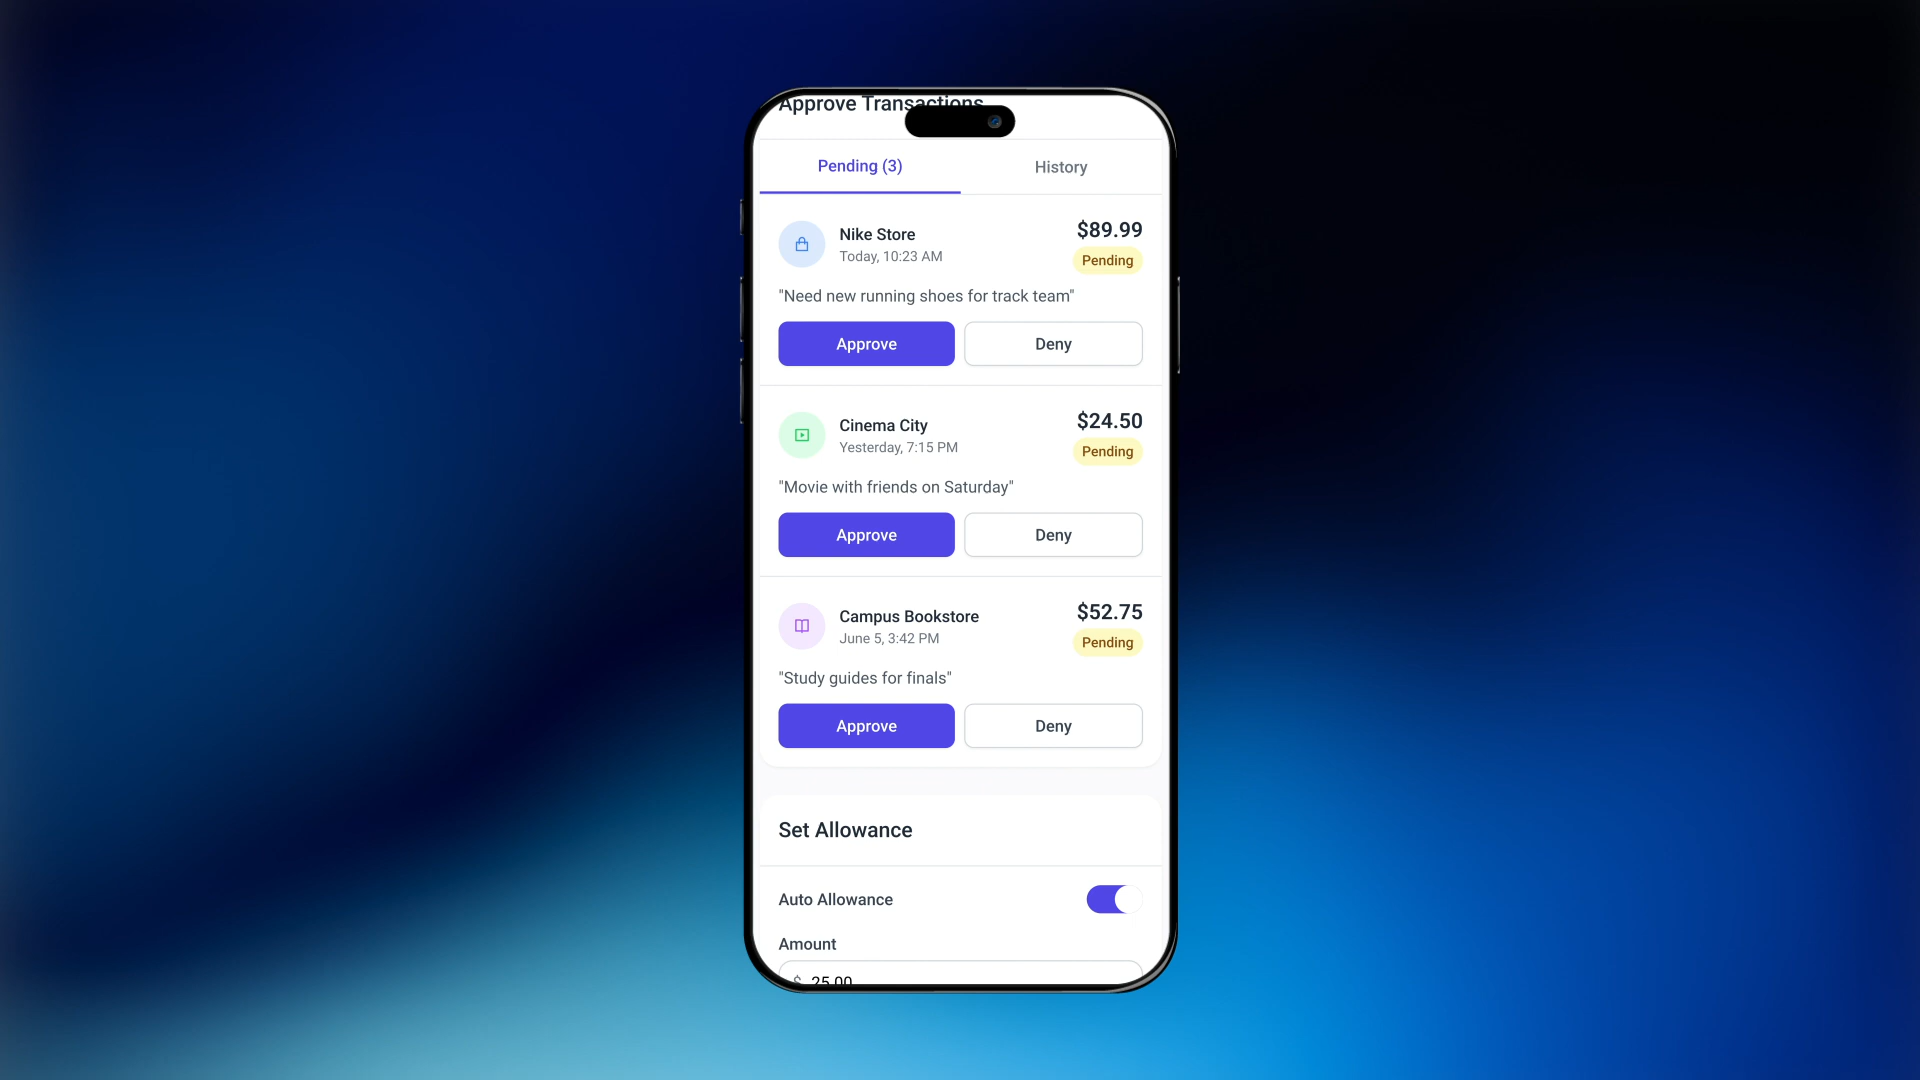 Approve Transactions
Pending (3)
History
Nike Store
$89.99
Today, 10:23 AM
Pending
"Need new running shoes for track team"
Approve
Deny
Cinema City
$24.50
Yesterday, 7:15 PM
Pending
"Movie with friends on Saturday"
Approve
Deny
Campus Bookstore
$52.75
June 5, 3:42 PM
Pending
"Study guides for finals"
Approve
Deny
Set Allowance
Auto Allowance
Amount
$ 25.00